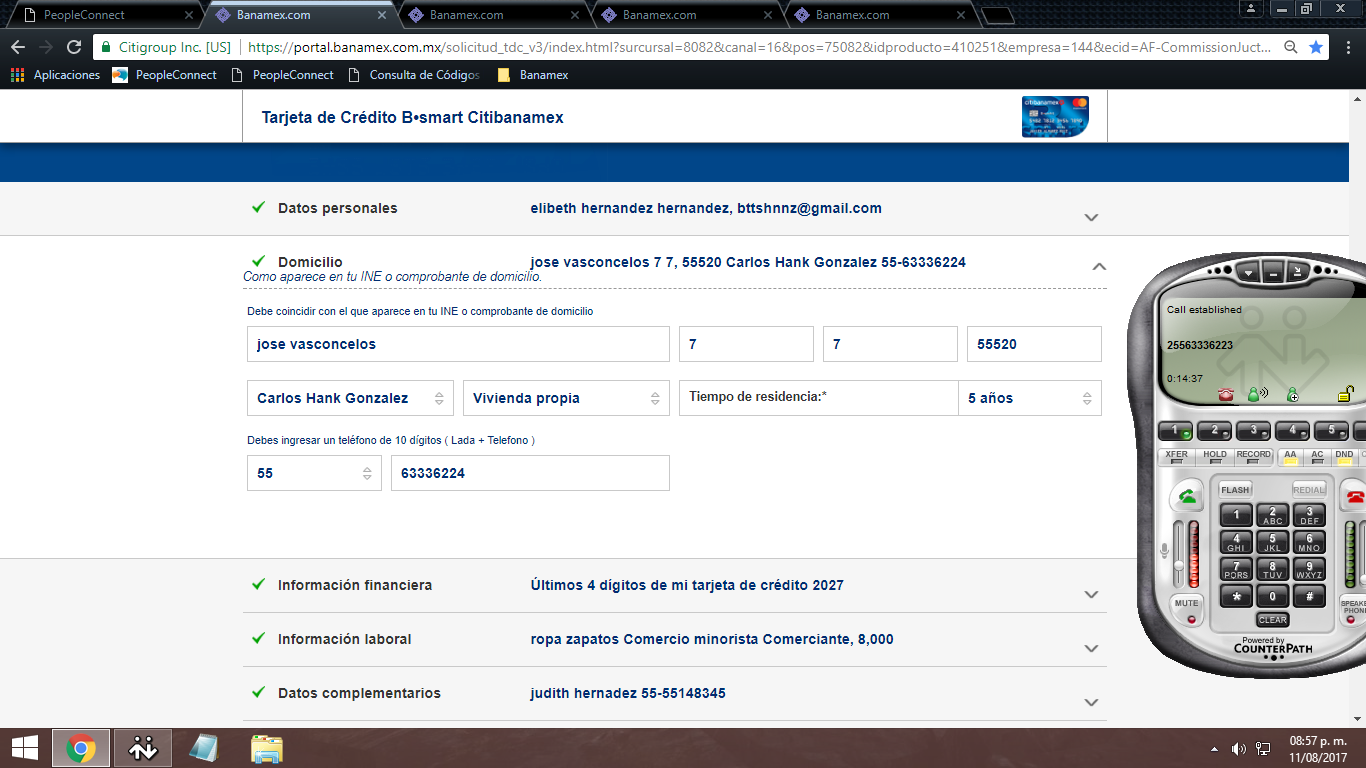 PeopleConnect
Banamex.com
Banamex.com
Banamex.com
Banamex.com
Citigroup Inc. [US]
https://portal.banamex.com.mx/solicitud_tdc_v3/index.html?surcursal=8082&canal=16&pos=75082&idproducto=410251&empresa=144&ecid=AF-CommissionJuct...
Aplicaciones PeopleConnect PeopleConnect Consulta de Códigos Banamex
Tarjeta de Crédito B•smart Citibanamex
citibanamex
Datos personales elibeth hernandez hernandez, bttshnnz@gmail.com
Domicilio jose vasconcelos 7 7, 55520 Carlos Hank Gonzalez 55-63336224
Como aparece en tu INE o comprobante de domicilio.
Debe coincidir con el que aparece en tu INE o comprobante de domicilio
jose vasconcelos 7 7 55520
Carlos Hank Gonzalez Vivienda propia Tiempo de residencia:* 5 años
Debes ingresar un teléfono de 10 dígitos ( Lada + Telefono )
55 63336224
Información financiera Últimos 4 dígitos de mi tarjeta de crédito 2027
Información laboral ropa zapatos Comercio minorista Comerciante, 8,000
Datos complementarios judith hernadez 55-55148345
Call established
25563336223
0:14:37
1 2 3 4 5
XFER HOLD RECORD AA AC DND
FLASH REDIAL
1 2 ABC 3 DEF
4 GHI 5 JKL 6 MNO
7 PQRS 8 TUV 9 WXYZ
* 0 #
MUTE
CLEAR
SPEAKE
PHON
Powered by
COUNTERPATH
08:57 p. m.
11/08/2017